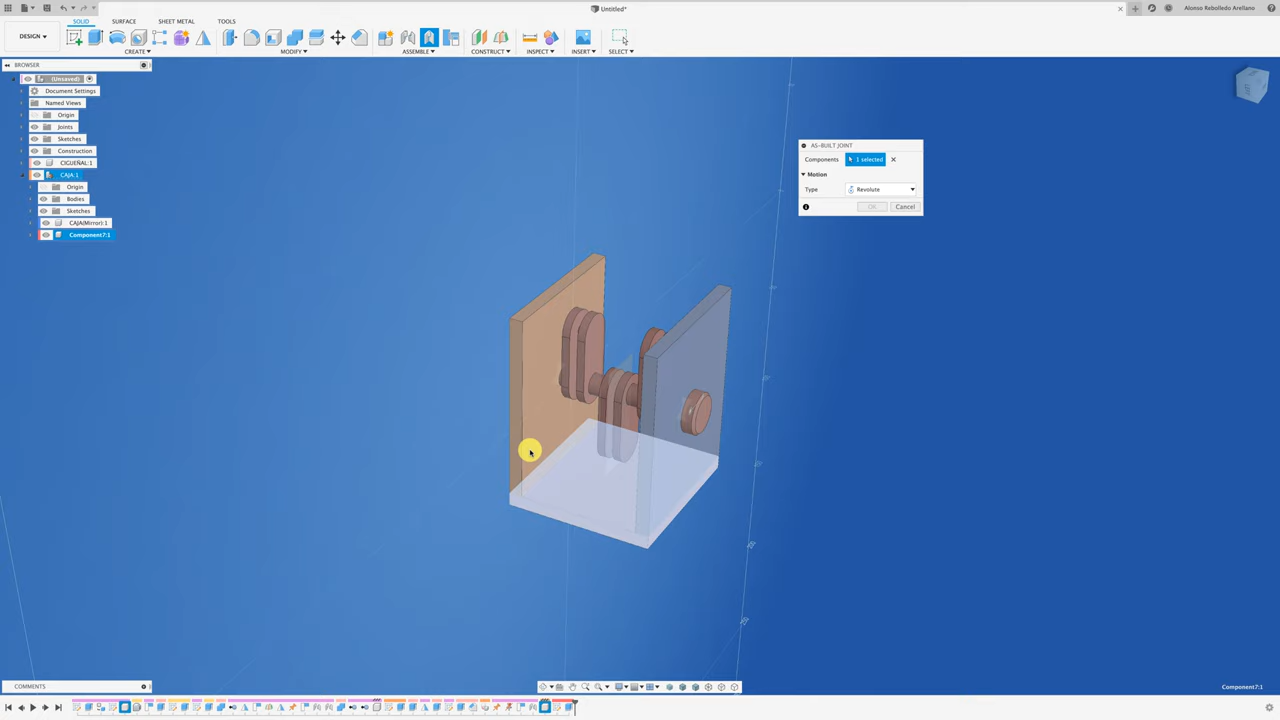 Untitled*
Alonso Rebolledo Arellano
DESIGN
SOLID
SURFACE
SHEET METAL
TOOLS
CREATE
MODIFY
ASSEMBLE
CONSTRUCT
INSPECT
INSERT
SELECT
BROWSER
(Unsaved)
Document Settings
Named Views
Origin
Joints
Sketches
Construction
CIGUEÑAL:1
CAJA:1
Origin
Bodies
Sketches
CAJA(Mirror):1
Component7:1
AS-BUILT JOINT
Components
1 selected
Motion
Type
Revolute
OK
Cancel
COMMENTS
Component7:1